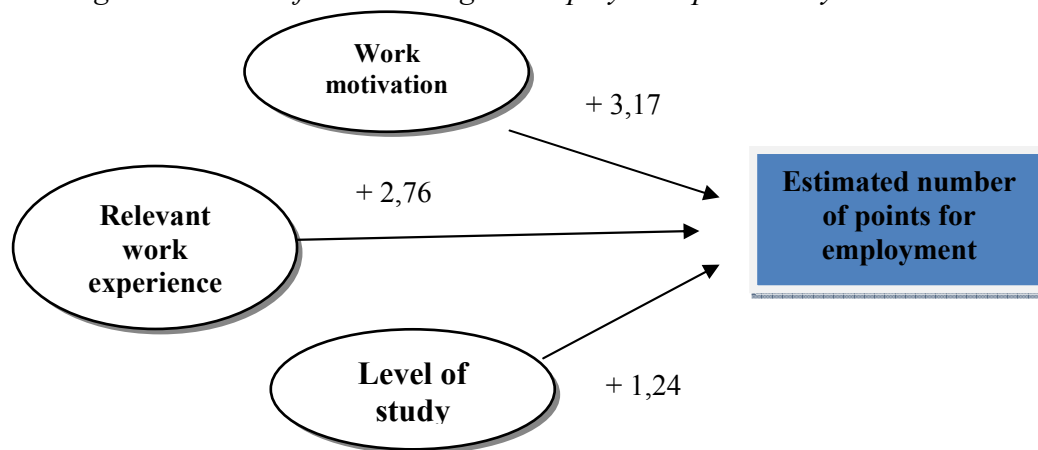 Work
motivation
+ 3,17
+ 2,76
Relevant
work
experience
Estimated number
of points for
employment
Level of
study
+ 1,24